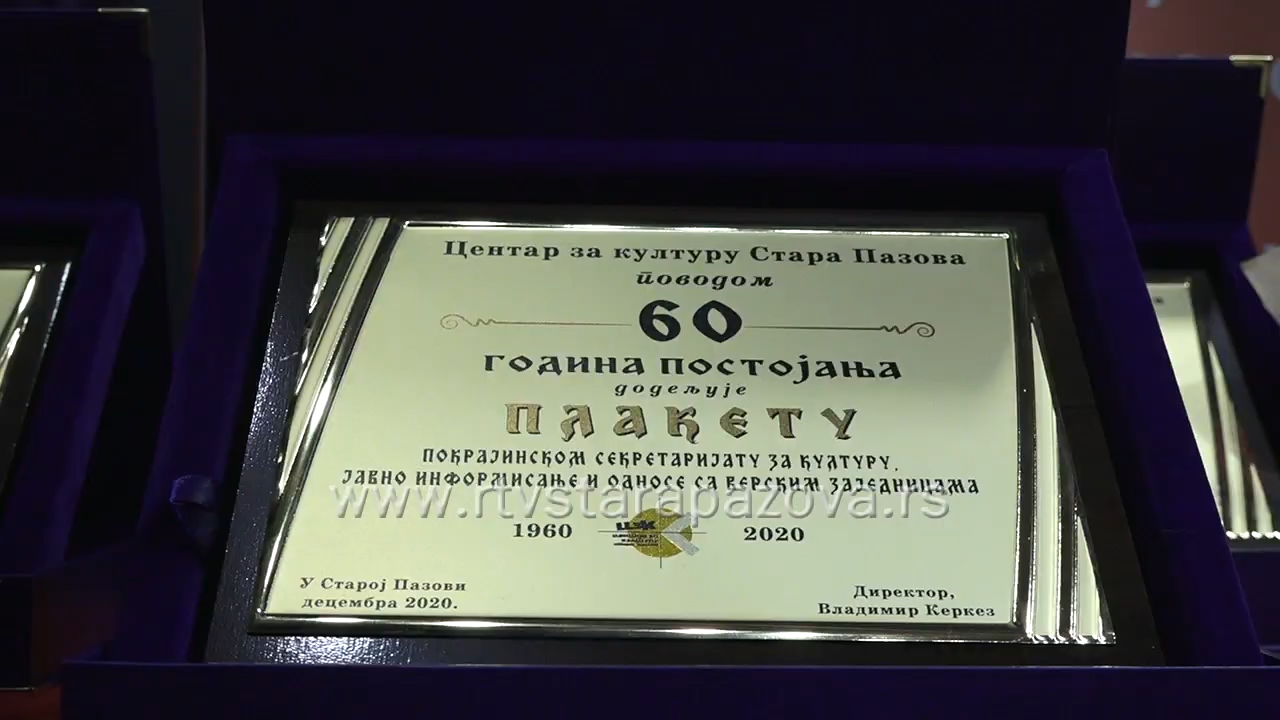 Центар за културу Стара Пазова
поводом
60
година постојања
додељује
ПЛАКЕТУ
ПОКРАЈИНСКОМ СЕКРЕТАРИЈАТУ ЗА КУЛТУРУ,
ЈАВНО ИНФОРМИСАЊЕ И ОДНОСЕ СА ВЕРСКИМ ЗАЈЕДНИЦАМА
www.rtvstarapazova.rs
1960 ЦЗК 2020
У Старој Пазови
децембра 2020.
Директор,
Владимир Керкез